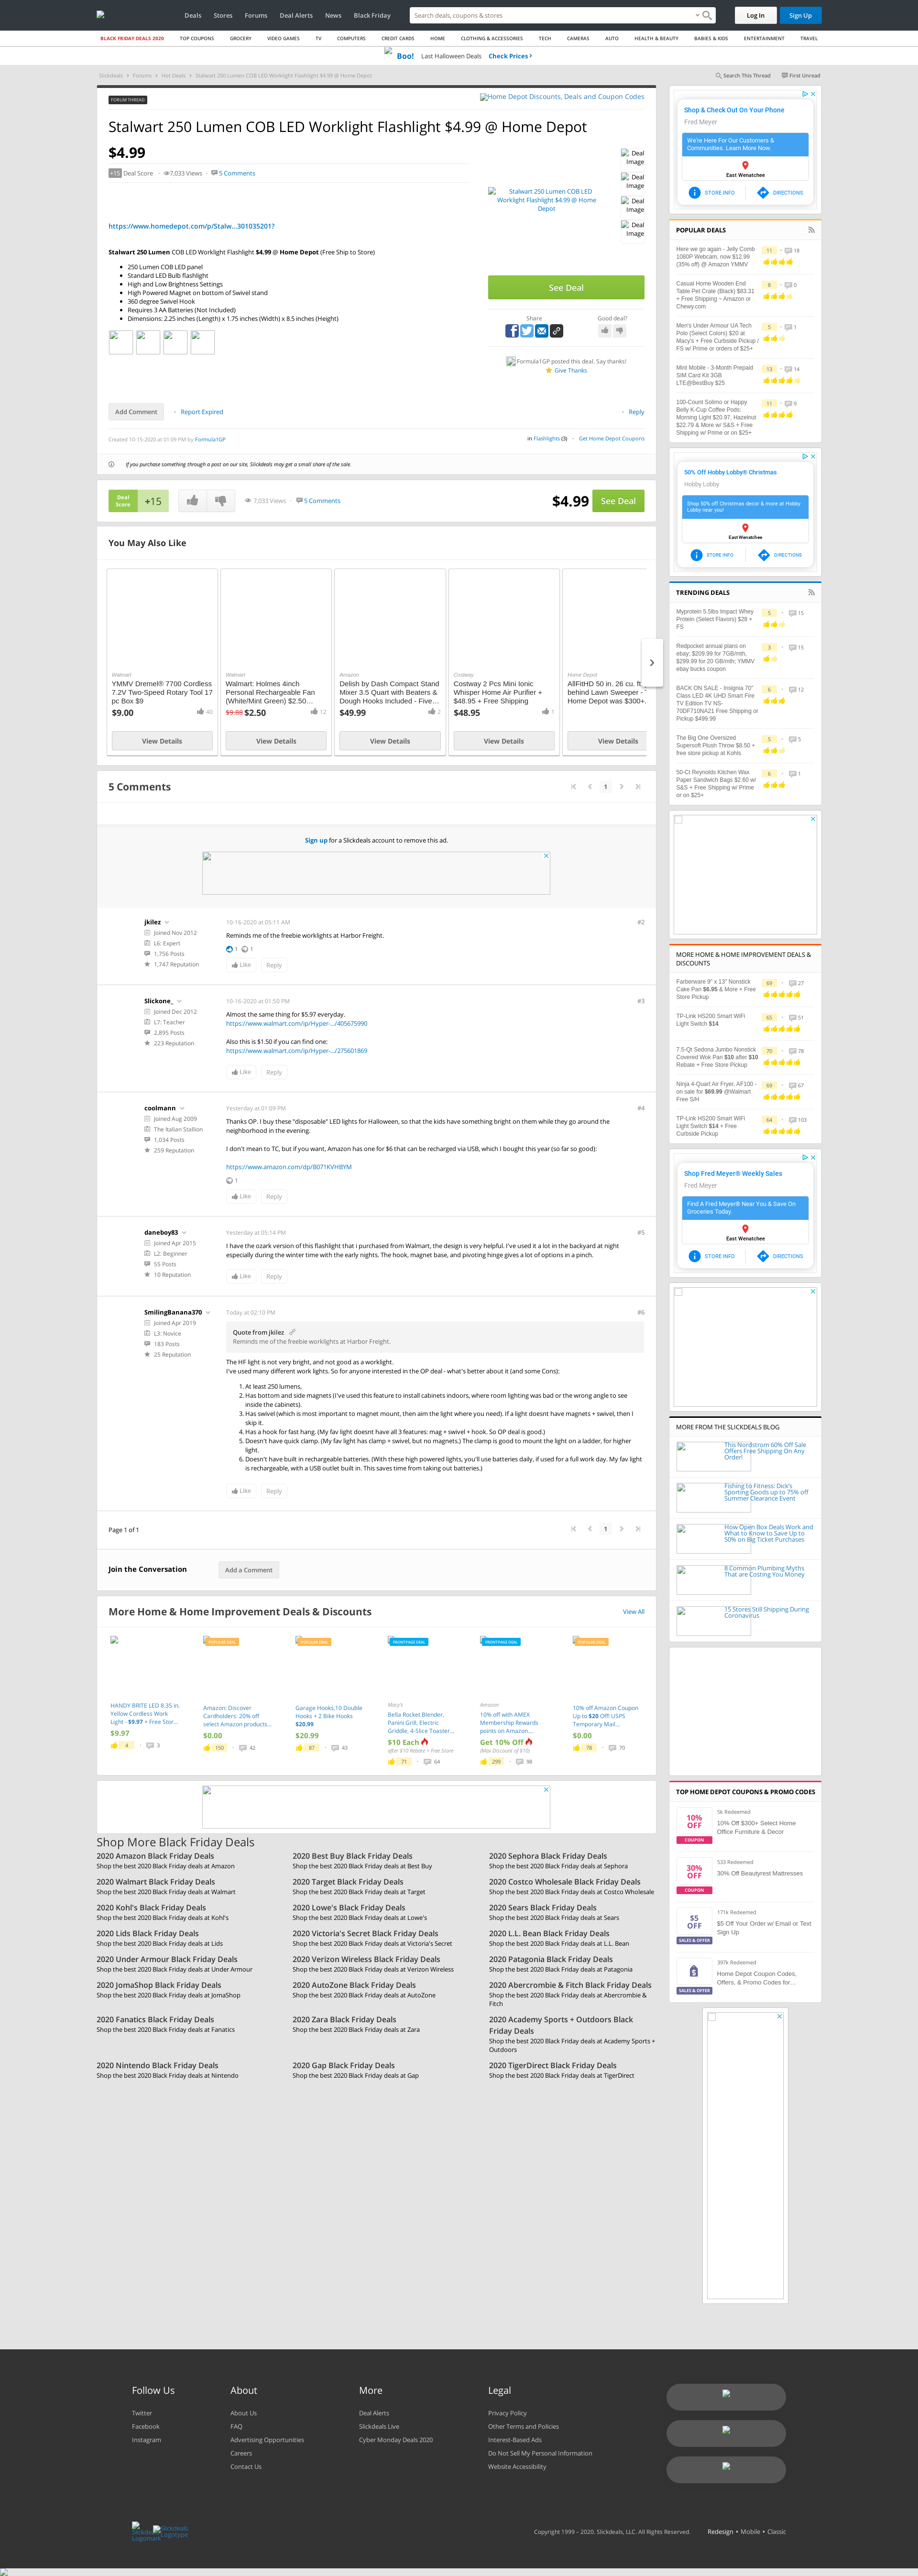 Deals Stores Forums Deal Alerts News Black Friday
Search deals, coupons & stores
Log In
Sign Up
BLACK FRIDAY DEALS 2020 TOP COUPONS GROCERY VIDEO GAMES TV COMPUTERS CREDIT CARDS HOME CLOTHING & ACCESSORIES TECH CAMERAS AUTO HEALTH & BEAUTY BABIES & KIDS ENTERTAINMENT TRAVEL
Boo! Last Halloween Deals Check Prices
Slickdeals Forums Hot Deals Stalwart 250 Lumen COB LED Worklight Flashlight $4.99 @ Home Depot
Search This Thread First Unread
FORUM THREAD
Home Depot Discounts, Deals and Coupon Codes
Stalwart 250 Lumen COB LED Worklight Flashlight $4.99 @ Home Depot
$4.99
+15 Deal Score 7,033 Views 5 Comments
https://www.homedepot.com/p/Stalw...301035201?
Stalwart 250 Lumen COB LED Worklight Flashlight $4.99 @ Home Depot (Free Ship to Store)
250 Lumen COB LED panel
Standard LED Bulb flashlight
High and Low Brightness Settings
High Powered Magnet on bottom of Swivel stand
360 degree Swivel Hook
Requires 3 AA Batteries (Not Included)
Dimensions: 2.25 inches (Length) x 1.75 inches (Width) x 8.5 inches (Height)
Stalwart 250 Lumen COB LED
Worklight Flashlight $4.99 @ Home
Depot
Deal
Image
Deal
Image
Deal
Image
Deal
Image
See Deal
Share Good deal?
Formula1GP posted this deal. Say thanks!
Give Thanks
Add Comment Report Expired Reply
Created 10-15-2020 at 01:09 PM by Formula1GP
in Flashlights (3) Get Home Depot Coupons
If you purchase something through a post on our site, Slickdeals may get a small share of the sale.
Deal
Score
+15
7,033 Views 5 Comments
$4.99 See Deal
You May Also Like
Walmart
YMMV Dremel® 7700 Cordless
7.2V Two-Speed Rotary Tool 17
pc Box $9
$9.00 40
View Details
Walmart
Walmart: Holmes 4inch
Personal Rechargeable Fan
(White/Mint Green) $2.50…
$9.88 $2.50 12
View Details
Amazon
Delish by Dash Compact Stand
Mixer 3.5 Quart with Beaters &
Dough Hooks Included - Five…
$49.99 2
View Details
Costway
2 Pcs Mini Ionic
Whisper Home Air Purifier +
$48.95 + Free Shipping
$48.95 1
View Details
Home Depot
AllFitHD 50 in. 26 cu. ft.
behind Lawn Sweeper -
Home Depot was $300+.
View Details
5 Comments
1
Sign up for a Slickdeals account to remove this ad.
jkilez
Joined Nov 2012
L6: Expert
1,756 Posts
1,747 Reputation
10-16-2020 at 05:11 AM #2
Reminds me of the freebie worklights at Harbor Freight.
1 1
Like Reply
Slickone_
Joined Dec 2012
L7: Teacher
2,895 Posts
223 Reputation
10-16-2020 at 01:50 PM #3
Almost the same thing for $5.97 everyday.
https://www.walmart.com/ip/Hyper-.../405675990
Also this is $1.50 if you can find one:
https://www.walmart.com/ip/Hyper-.../275601869
Like Reply
coolmann
Joined Aug 2009
The Italian Stallion
1,034 Posts
259 Reputation
Yesterday at 01:09 PM #4
Thanks OP. I buy these "disposable" LED lights for Halloween, so that the kids have something bright on them while they go around the
neighborhood in the evening.
I don't mean to TC, but if you want, Amazon has one for $6 that can be recharged via USB, which I bought this year (so far so good):
https://www.amazon.com/dp/B071KVHBYM
1
Like Reply
daneboy83
Joined Apr 2015
L2: Beginner
55 Posts
10 Reputation
Yesterday at 05:14 PM #5
I have the ozark version of this flashlight that i purchased from Walmart, the design is very helpful. I've used it a lot in the backyard at night
especially during the winter time with the early nights. The hook, magnet base, and pivoting hinge gives a lot of options in a pinch.
Like Reply
SmilingBanana370
Joined Apr 2019
L3: Novice
183 Posts
25 Reputation
Today at 02:10 PM #6
Quote from jkilez
Reminds me of the freebie worklights at Harbor Freight.
The HF light is not very bright, and not good as a worklight.
I've used many different work lights. So for anyone interested in the OP deal - what's better about it (and some Cons):
1. At least 250 lumens,
2. Has bottom and side magnets (I've used this feature to install cabinets indoors, where room lighting was bad or the wrong angle to see
inside the cabinets).
3. Has swivel (which is most important to magnet mount, then aim the light where you need). If a light doesnt have magnets + swivel, then I
skip it.
4. Has a hook for fast hang. (My fav light doesnt have all 3 features: mag + swivel + hook. So OP deal is good.)
5. Doesn't have quick clamp. (My fav light has clamp + swivel, but no magnets.) The clamp is good to mount the light on a ladder, for higher
light.
6. Doesn't have built in rechargable batteries. (With these high powered lights, you'll use batteries daily, if used for a full work day. My fav light
is rechargable, with a USB outlet built in. This saves time from taking out batteries.)
Like Reply
Page 1 of 1
1
Join the Conversation Add a Comment
More Home & Home Improvement Deals & Discounts View All
HANDY BRITE LED 8.35 in.
Yellow Cordless Work
Light - $9.97 + Free Stor…
$9.97
4 3
POPULAR DEAL
Amazon: Discover
Cardholders: 20% off
select Amazon products…
$0.00
150 42
POPULAR DEAL
Garage Hooks,10 Double
Hooks + 2 Bike Hooks
$20.99
$20.99
87 43
FRONTPAGE DEAL
Macy's
Bella Rocket Blender,
Panini Grill, Electric
griddle, 4-Slice Toaster…
$10 Each
after $10 Rebate + Free Store
71 64
FRONTPAGE DEAL
Amazon
10% off with AMEX
Membership Rewards
points on Amazon…
Get 10% Off
(Max Discount of $10)
299 98
POPULAR DEAL
10% off Amazon Coupon
Up to $20 Off! USPS
Temporary Mail…
$0.00
78 70
Shop More Black Friday Deals
2020 Amazon Black Friday Deals
Shop the best 2020 Black Friday deals at Amazon
2020 Best Buy Black Friday Deals
Shop the best 2020 Black Friday deals at Best Buy
2020 Sephora Black Friday Deals
Shop the best 2020 Black Friday deals at Sephora
2020 Walmart Black Friday Deals
Shop the best 2020 Black Friday deals at Walmart
2020 Target Black Friday Deals
Shop the best 2020 Black Friday deals at Target
2020 Costco Wholesale Black Friday Deals
Shop the best 2020 Black Friday deals at Costco Wholesale
2020 Kohl's Black Friday Deals
Shop the best 2020 Black Friday deals at Kohl's
2020 Lowe's Black Friday Deals
Shop the best 2020 Black Friday deals at Lowe's
2020 Sears Black Friday Deals
Shop the best 2020 Black Friday deals at Sears
2020 Lids Black Friday Deals
Shop the best 2020 Black Friday deals at Lids
2020 Victoria's Secret Black Friday Deals
Shop the best 2020 Black Friday deals at Victoria's Secret
2020 L.L. Bean Black Friday Deals
Shop the best 2020 Black Friday deals at L.L. Bean
2020 Under Armour Black Friday Deals
Shop the best 2020 Black Friday deals at Under Armour
2020 Verizon Wireless Black Friday Deals
Shop the best 2020 Black Friday deals at Verizon Wireless
2020 Patagonia Black Friday Deals
Shop the best 2020 Black Friday deals at Patagonia
2020 JomaShop Black Friday Deals
Shop the best 2020 Black Friday deals at JomaShop
2020 AutoZone Black Friday Deals
Shop the best 2020 Black Friday deals at AutoZone
2020 Abercrombie & Fitch Black Friday Deals
Shop the best 2020 Black Friday deals at Abercrombie &
Fitch
2020 Fanatics Black Friday Deals
Shop the best 2020 Black Friday deals at Fanatics
2020 Zara Black Friday Deals
Shop the best 2020 Black Friday deals at Zara
2020 Academy Sports + Outdoors Black
Friday Deals
Shop the best 2020 Black Friday deals at Academy Sports +
Outdoors
2020 Nintendo Black Friday Deals
Shop the best 2020 Black Friday deals at Nintendo
2020 Gap Black Friday Deals
Shop the best 2020 Black Friday deals at Gap
2020 TigerDirect Black Friday Deals
Shop the best 2020 Black Friday deals at TigerDirect
Shop & Check Out On Your Phone
Fred Meyer
We're Here For Our Customers &
Communities. Learn More Now.
East Wenatchee
STORE INFO DIRECTIONS
POPULAR DEALS
Here we go again - Jelly Comb
1080P Webcam, now $12.99
(35% off) @ Amazon YMMV
11 18
Casual Home Wooden End
Table Pet Crate (Black) $83.31
+ Free Shipping ~ Amazon or
Chewy.com
8 0
Men's Under Armour UA Tech
Polo (Select Colors) $20 at
Macy's + Free Curbside Pickup /
FS w/ Prime or orders of $25+
5 1
Mint Mobile - 3-Month Prepaid
SIM Card Kit 3GB
LTE@BestBuy $25
13 14
100-Count Solimo or Happy
Belly K-Cup Coffee Pods:
Morning Light $20.97, Hazelnut
$22.79 & More w/ S&S + Free
Shipping w/ Prime or on $25+
11 9
50% Off Hobby Lobby® Christmas
Hobby Lobby
Shop 50% off Christmas decor & more at Hobby
Lobby near you!
East Wenatchee
STORE INFO DIRECTIONS
TRENDING DEALS
Myprotein 5.5lbs Impact Whey
Protein (Select Flavors) $28 +
FS
5 15
Redpocket annual plans on
ebay: $209.99 for 7GB/mth,
$299.99 for 20 GB/mth; YMMV
ebay bucks coupon
3 15
BACK ON SALE - Insignia 70"
Class LED 4K UHD Smart Fire
TV Edition TV NS-
70DF710NA21 Free Shipping or
Pickup $499.99
6 12
The Big One Oversized
Supersoft Plush Throw $8.50 +
free store pickup at Kohls
5 5
50-Ct Reynolds Kitchen Wax
Paper Sandwich Bags $2.60 w/
S&S + Free Shipping w/ Prime
or on $25+
6 1
MORE HOME & HOME IMPROVEMENT DEALS &
DISCOUNTS
Farberware 9" x 13" Nonstick
Cake Pan $6.95 & More + Free
Store Pickup
69 27
TP-Link HS200 Smart WiFi
Light Switch $14
65 51
7.5-Qt Sedona Jumbo Nonstick
Covered Wok Pan $10 after $10
Rebate + Free Store Pickup
70 78
Ninja 4-Quart Air Fryer, AF100 -
on sale for $69.99 @Walmart
Free S/H
69 67
TP-Link HS200 Smart WiFi
Light Switch $14 + Free
Curbside Pickup
64 103
Shop Fred Meyer® Weekly Sales
Fred Meyer
Find A Fred Meyer® Near You & Save On
Groceries Today.
East Wenatchee
STORE INFO DIRECTIONS
MORE FROM THE SLICKDEALS BLOG
This Nordstrom 60% Off Sale
Offers Free Shipping On Any
Order!
Fishing to Fitness: Dick's
Sporting Goods up to 75% off
Summer Clearance Event
How Open Box Deals Work and
What to Know to Save Up to
50% on Big Ticket Purchases
8 Common Plumbing Myths
That are Costing You Money
15 Stores Still Shipping During
Coronavirus
TOP HOME DEPOT COUPONS & PROMO CODES
10%
OFF
COUPON
5k Redeemed
10% Off $300+ Select Home
Office Furniture & Decor
30%
OFF
COUPON
533 Redeemed
30% Off Beautyrest Mattresses
$5
OFF
SALES & OFFER
171k Redeemed
$5 Off Your Order w/ Email or Text
Sign Up
SALES & OFFER
397k Redeemed
Home Depot Coupon Codes,
Offers, & Promo Codes for…
Follow Us
Twitter
Facebook
Instagram
About
About Us
FAQ
Advertising Opportunities
Careers
Contact Us
More
Deal Alerts
Slickdeals Live
Cyber Monday Deals 2020
Legal
Privacy Policy
Other Terms and Policies
Interest-Based Ads
Do Not Sell My Personal Information
Website Accessibility
Slickdeals
Logomark
Slickdeals
Logotype
Copyright 1999 – 2020. Slickdeals, LLC. All Rights Reserved. Redesign • Mobile • Classic